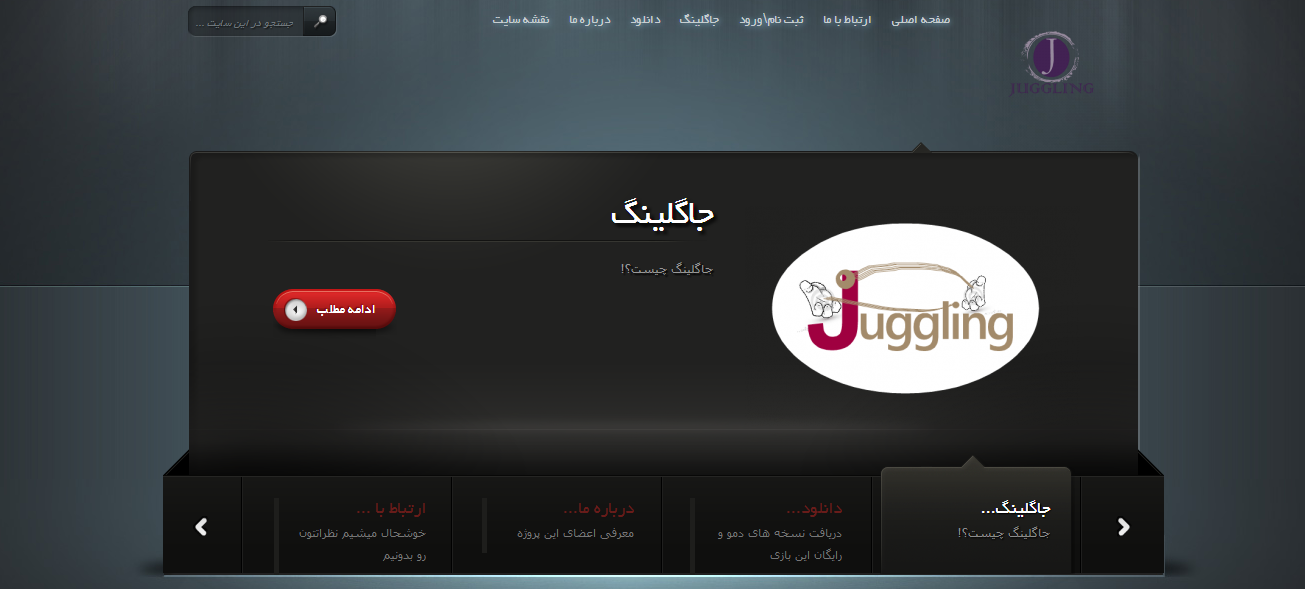 صفحه اصلی ارتباط با ما ثبت نام\ورود جاگلینگ دانلود درباره ما نقشه سایت
جستجو در این سایت ...
J
JUGGLING
جاگلینگ
جاگلینگ چیست؟!
ادامه مطلب
Juggling
جاگلینگ...
جاگلینگ چیست؟!
دانلود...
دریافت نسخه های دمو و
رایگان این بازی
درباره ما...
معرفی اعضای این پروژه
ارتباط با ...
خوشحال میشیم نظراتتون
رو بدونیم